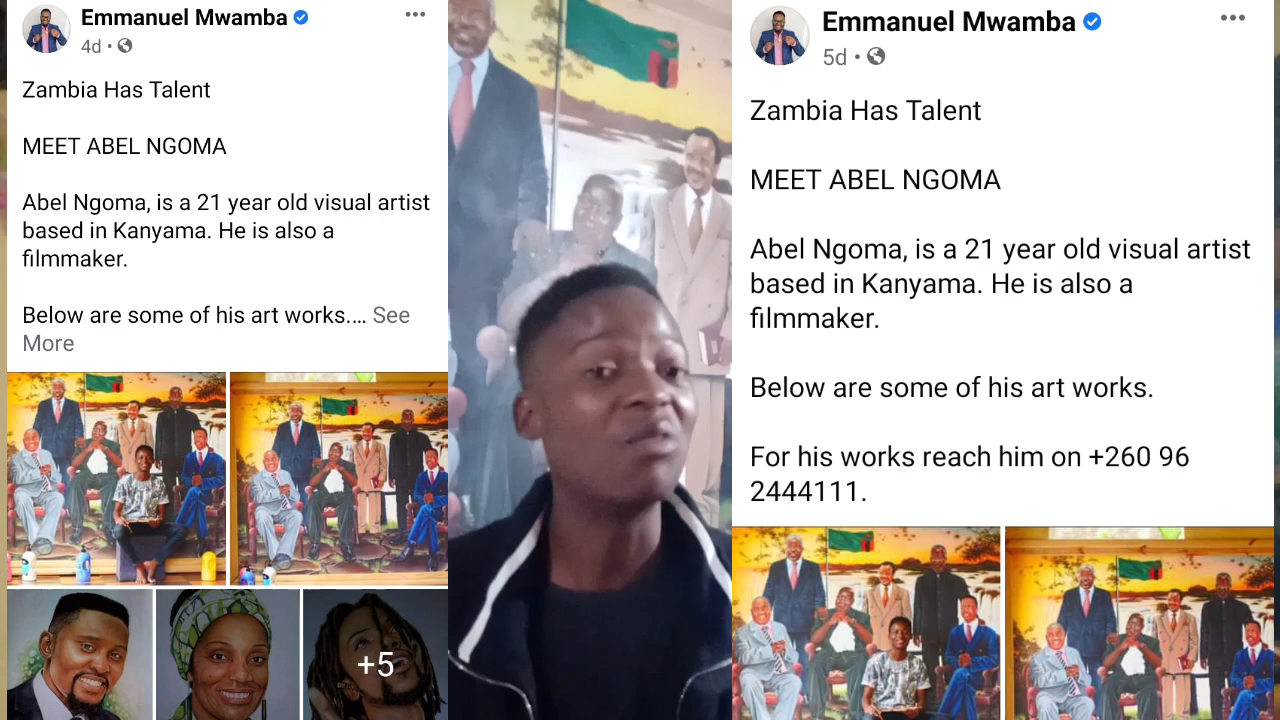 Emmanuel Mwamba
4d
Zambia Has Talent
MEET ABEL NGOMA
Abel Ngoma, is a 21 year old visual artist
based in Kanyama. He is also a
filmmaker.
Below are some of his art works.... See
More
+5
Emmanuel Mwamba
5d
Zambia Has Talent
MEET ABEL NGOMA
Abel Ngoma, is a 21 year old visual artist
based in Kanyama. He is also a
filmmaker.
Below are some of his art works.
For his works reach him on +260 96
2444111.